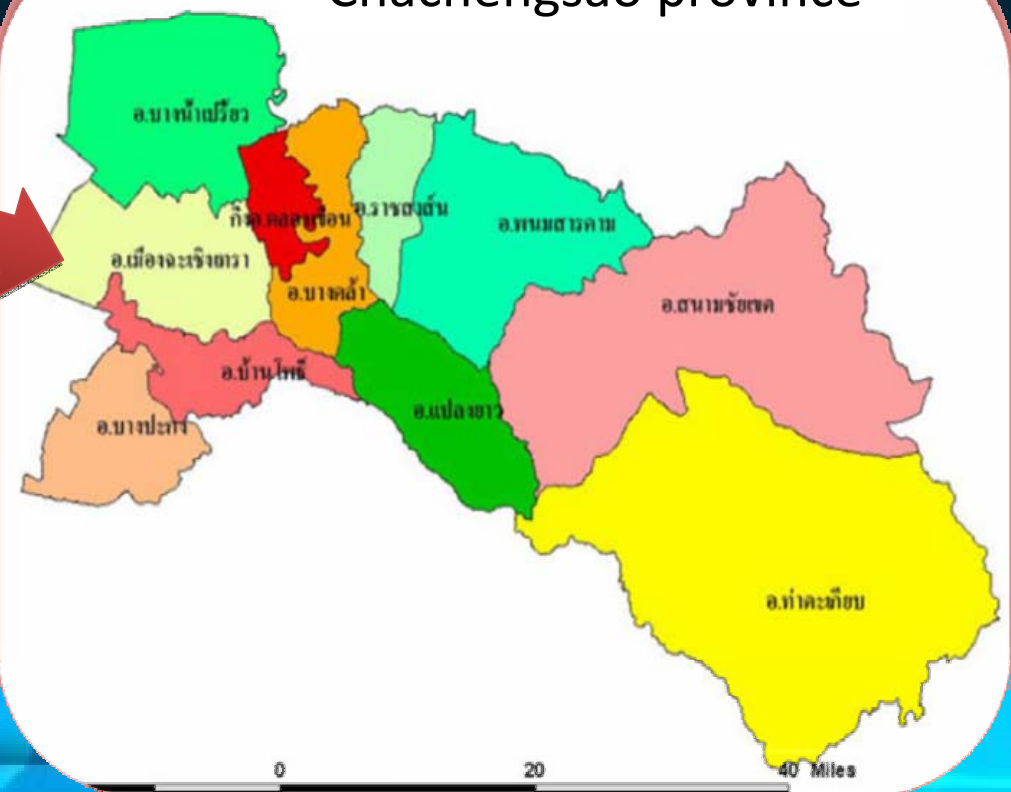 Chachengsao province
อ.บางน้ำเปรี้ยว
กิ่งอ.คลองเขื่อน
อ.ราชสาส์น
อ.พนมสารคาม
อ.เมืองฉะเชิงเทรา
อ.บางคล้า
อ.สนามชัยเขต
อ.บ้านโพธิ์
อ.แปลงยาว
อ.บางปะกง
อ.ท่าตะเกียบ
0 20 40 Miles